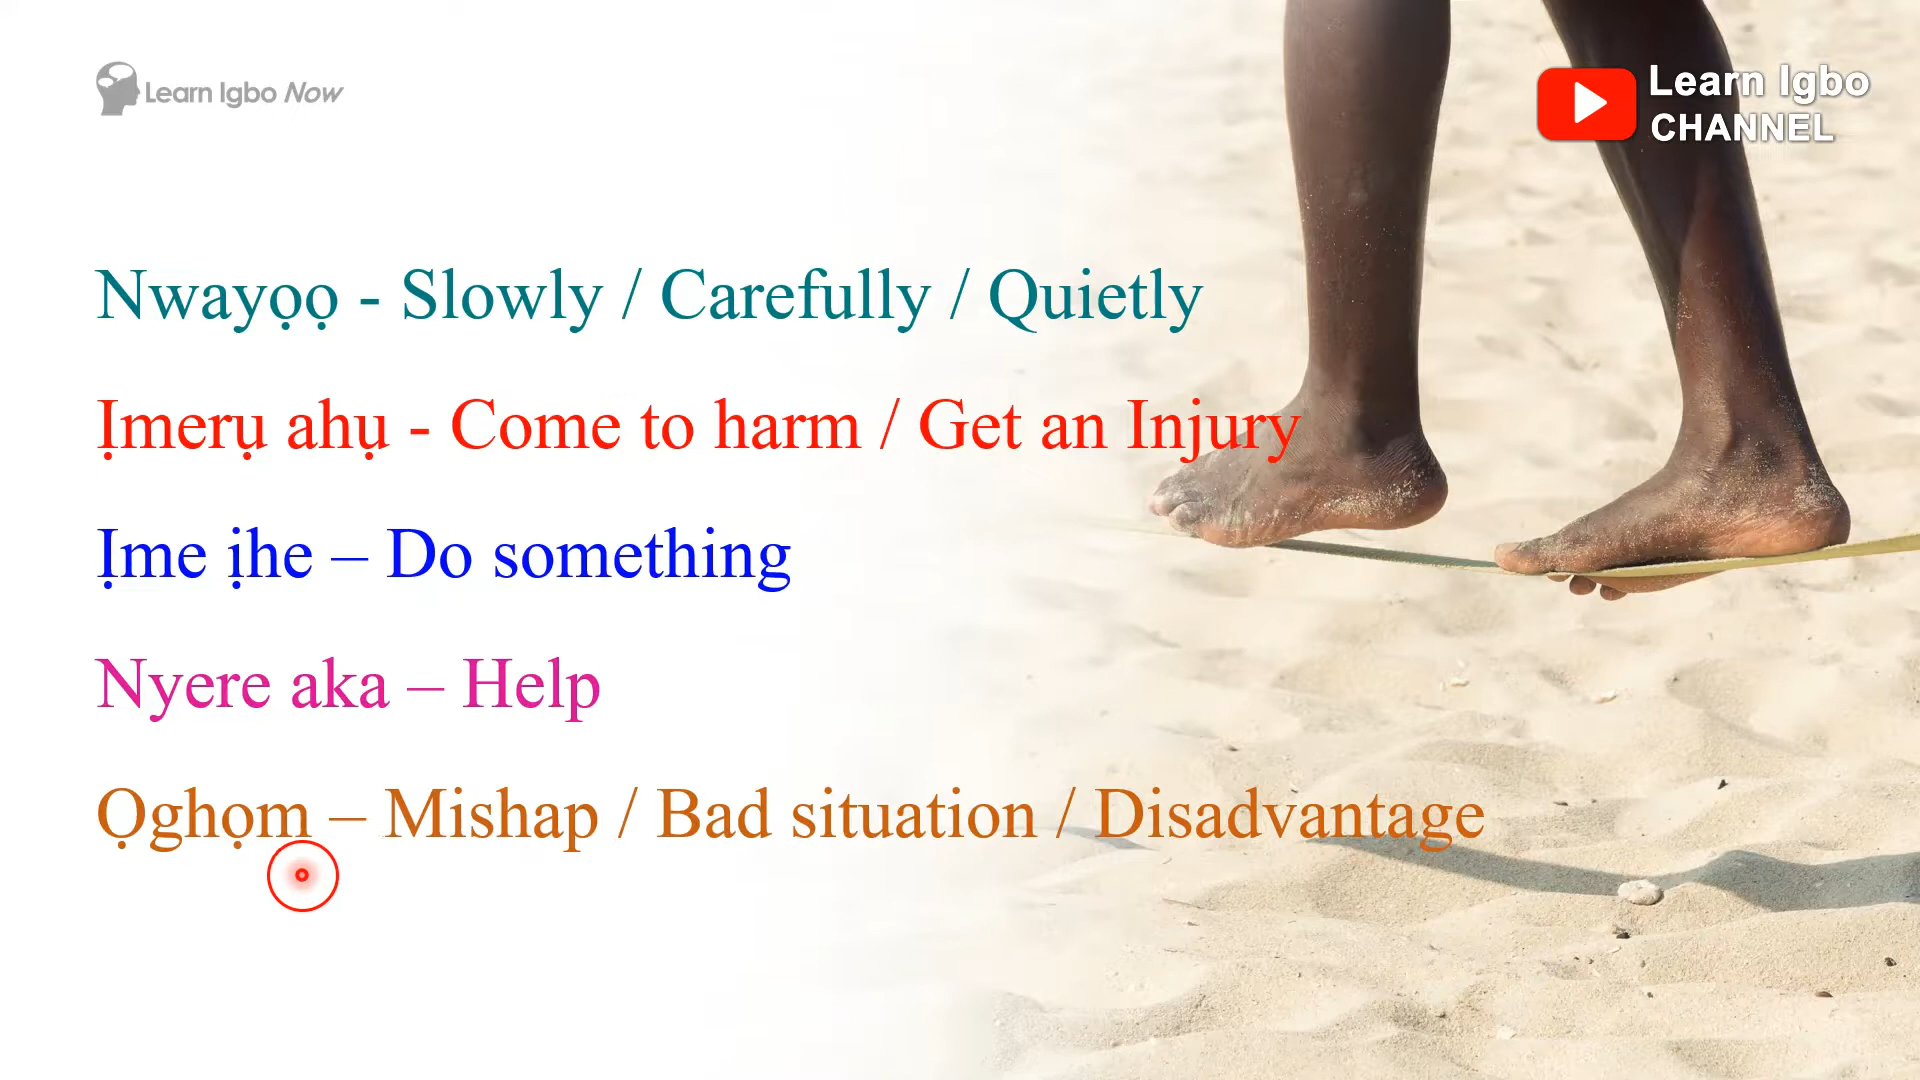 Learn Igbo Now
Learn Igbo
CHANNEL
Nwayọọ - Slowly / Carefully / Quietly
Ịmerụ ahụ - Come to harm / Get an Injury
Ịme ịhe – Do something
Nyere aka – Help
Ọghọm – Mishap / Bad situation / Disadvantage